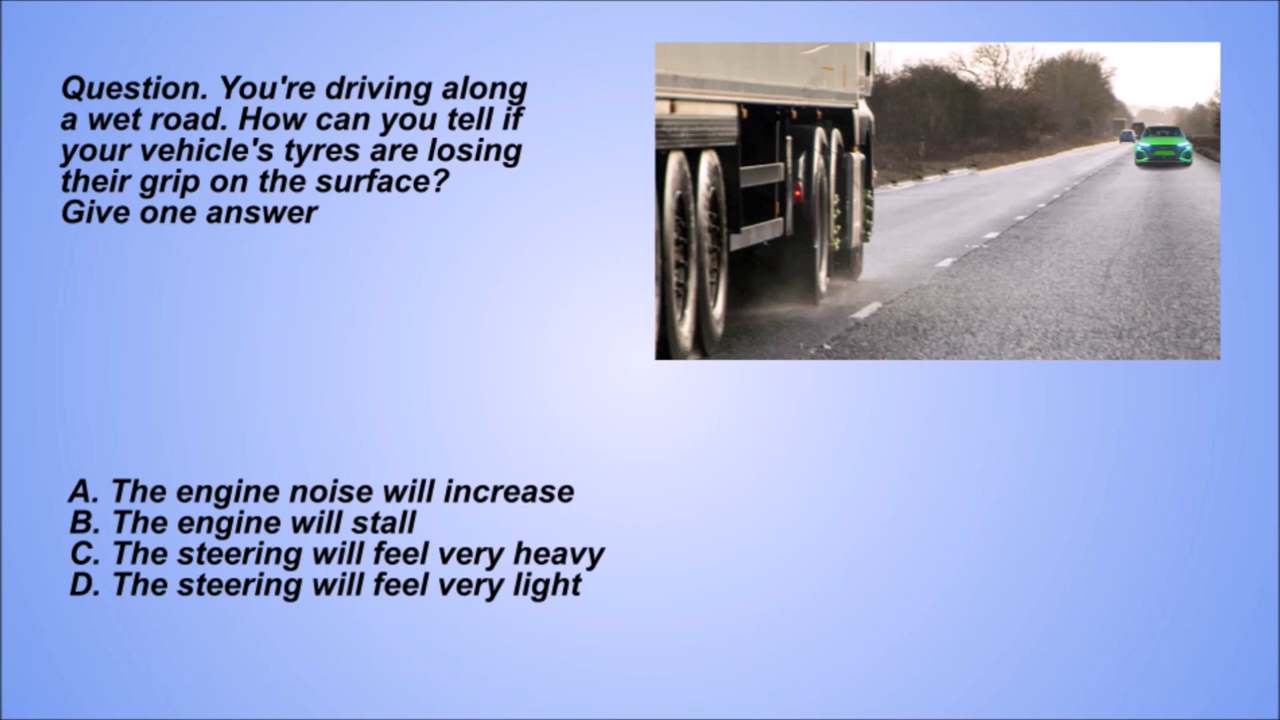 Question. You're driving along
a wet road. How can you tell if
your vehicle's tyres are losing
their grip on the surface?
Give one answer
A. The engine noise will increase
B. The engine will stall
C. The steering will feel very heavy
D. The steering will feel very light